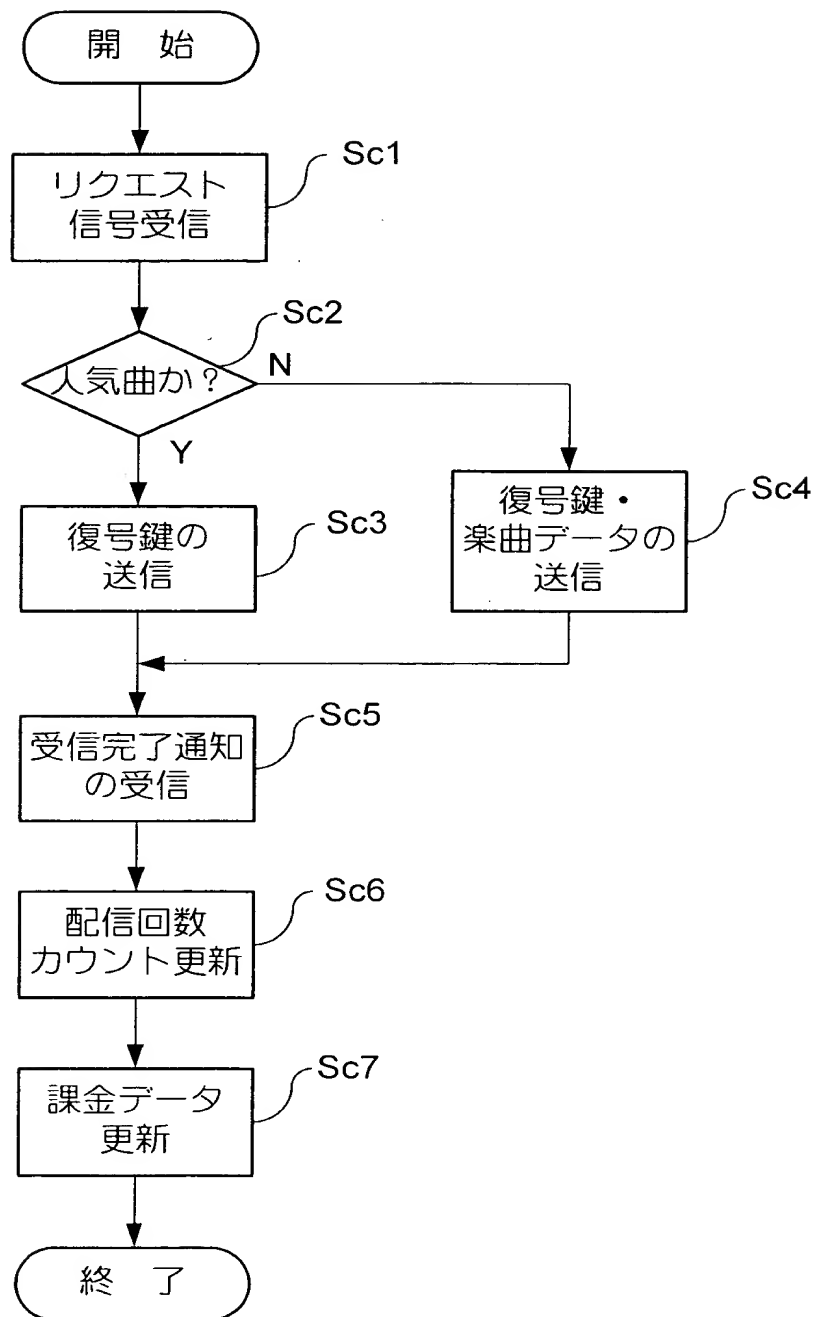 開 始
Sc1
リクエスト
信号受信
Sc2
人気曲か？
N
Y
Sc3
復号鍵の
送信
Sc4
復号鍵・
楽曲データの
送信
Sc5
受信完了通知
の受信
Sc6
配信回数
カウント更新
Sc7
課金データ
更新
終 了